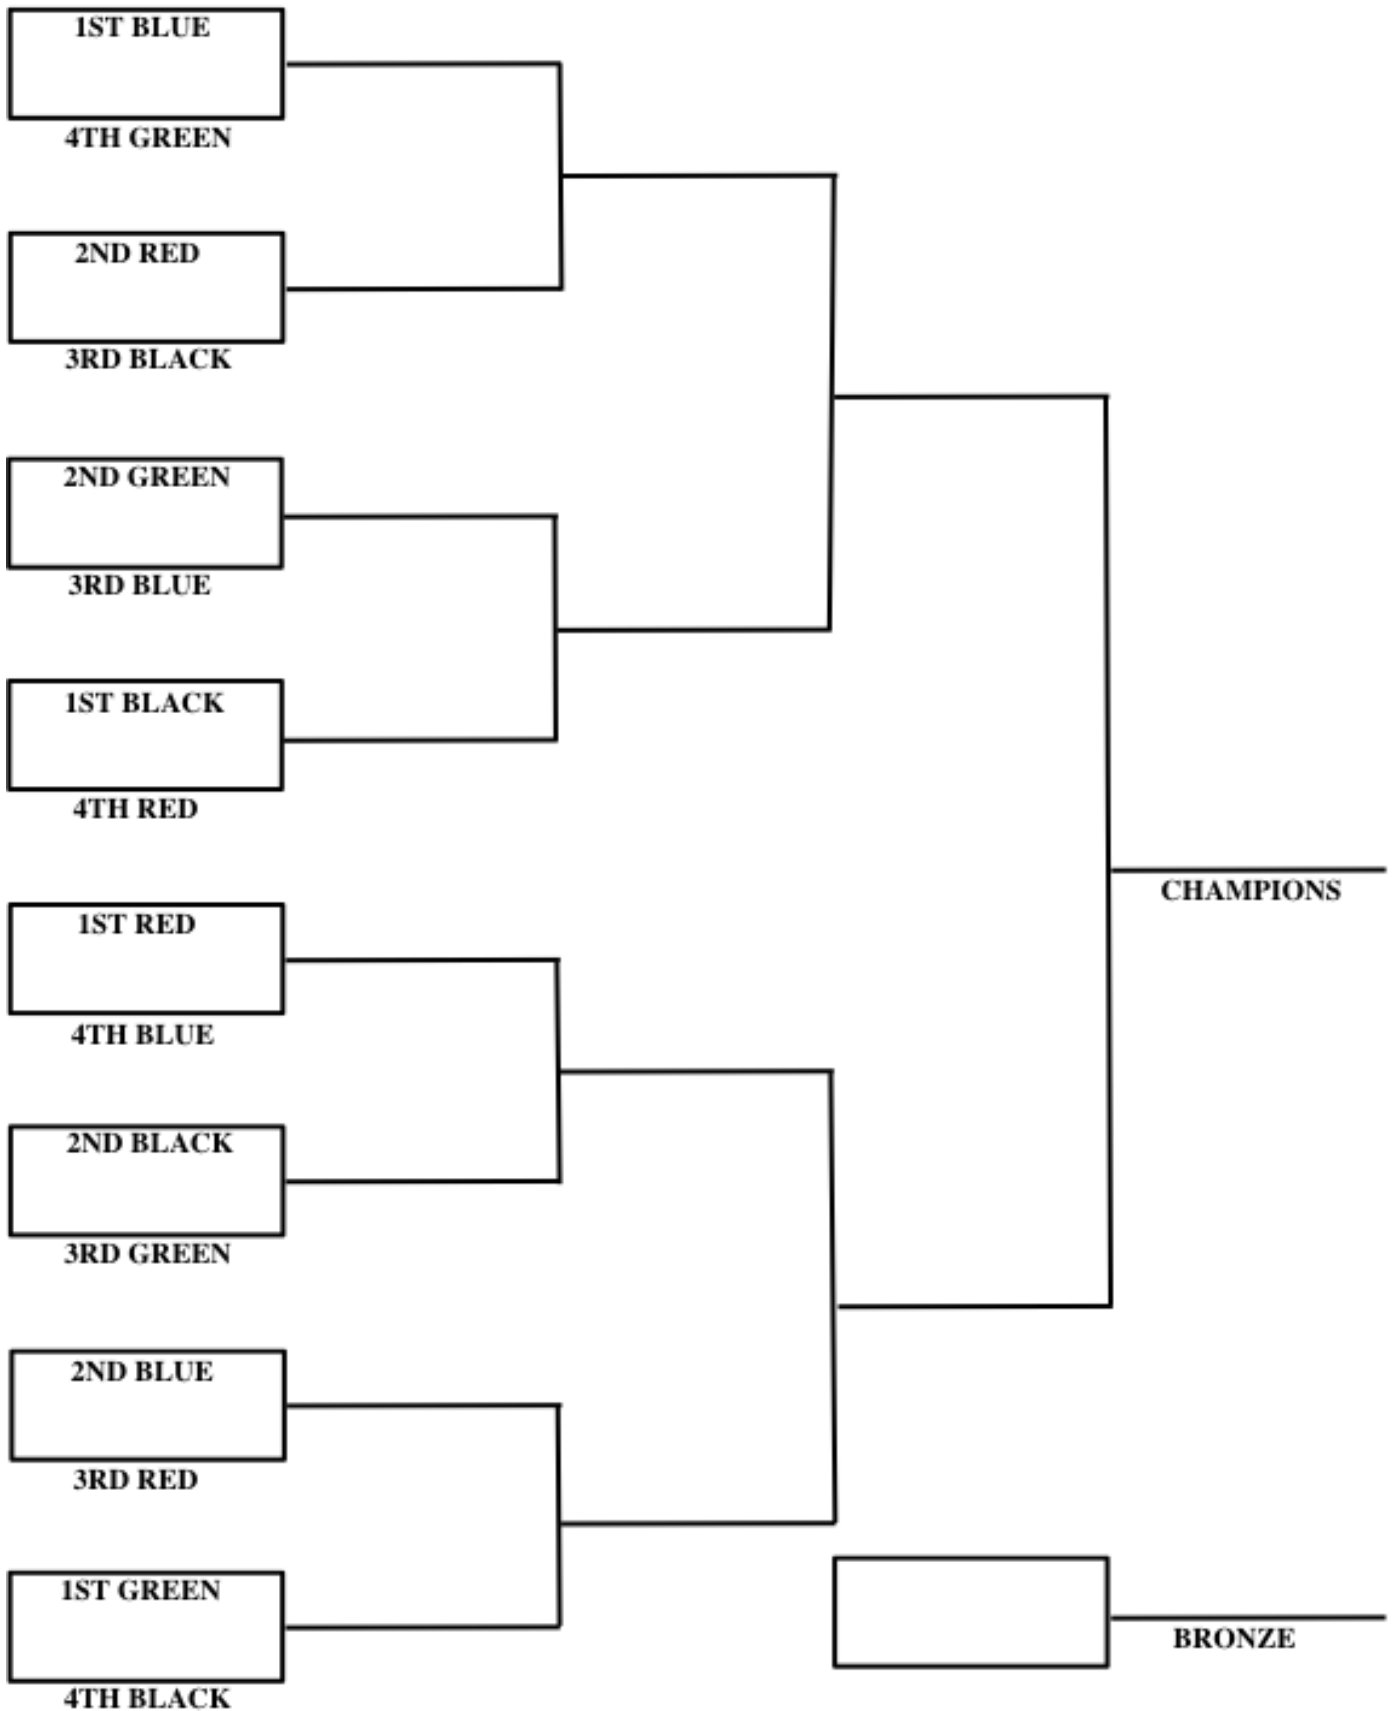 1ST BLUE
4TH GREEN
2ND RED
3RD BLACK
2ND GREEN
3RD BLUE
1ST BLACK
4TH RED
1ST RED
4TH BLUE
2ND BLACK
3RD GREEN
2ND BLUE
3RD RED
1ST GREEN
4TH BLACK
CHAMPIONS
BRONZE